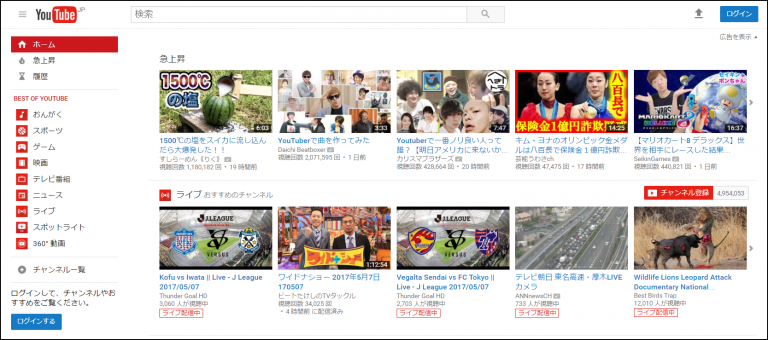 YouTube JP
検索
ログイン
広告を表示
ホーム
急上昇
履歴
BEST OF YOUTUBE
おんがく
スポーツ
ゲーム
映画
テレビ番組
ニュース
ライブ
スポットライト
360° 動画
チャンネル一覧
ログインして、チャンネルやお
すすめをご覧ください。
ログインする
急上昇
1500℃
の塩
6:03
1500℃の塩をスイカに流し込ん
だら大爆発した！！
すしらーめん《りく》
視聴回数 1,180,182 回・19 時間前
3:33
YouTuberで曲を作ってみた
Daichi Beatboxer
視聴回数 2,071,595 回・1 日前
7:47
Youtuberで一番ノリ良い人って
誰？【明日アメリカに来ないか...
カリスマブラザーズ
視聴回数 428,664 回・20 時間前
八百長で
保険金1億円詐欺
14:25
キム・ヨナのオリンピック金メダ
ルは八百長で保険金１億円詐欺...
芸能うわさch
視聴回数 47,475 回・17 時間前
MARIOKART8
16:37
【マリオカート8 デラックス】世
界を相手にレースした結果...
SeikinGames
視聴回数 440,821 回・1 日前
ライブ おすすめのチャンネル
チャンネル登録 4,954,053
J.LEAGUE
VERSUS
Kofu vs Iwata || Live - J League
2017/05/07
Thunder Goal HD
3,060 人が視聴中
ライブ配信中
1:12:54
ワイドナショー 2017年5月7日
170507
ビートたけしのTVタックル
視聴回数 34,025 回
・4 時間前 に配信済み
J.LEAGUE
VERSUS
Vegalta Sendai vs FC Tokyo ||
Live - J League 2017/05/07
Thunder Goal HD
2,703 人が視聴中
ライブ配信中
テレビ朝日 東名高速・厚木LIVE
カメラ
ANNnewsCH
733 人が視聴中
ライブ配信中
Wildlife Lions Leopard Attack
Documentary National ...
Best Birds Trap
12,010 人が視聴中
ライブ配信中